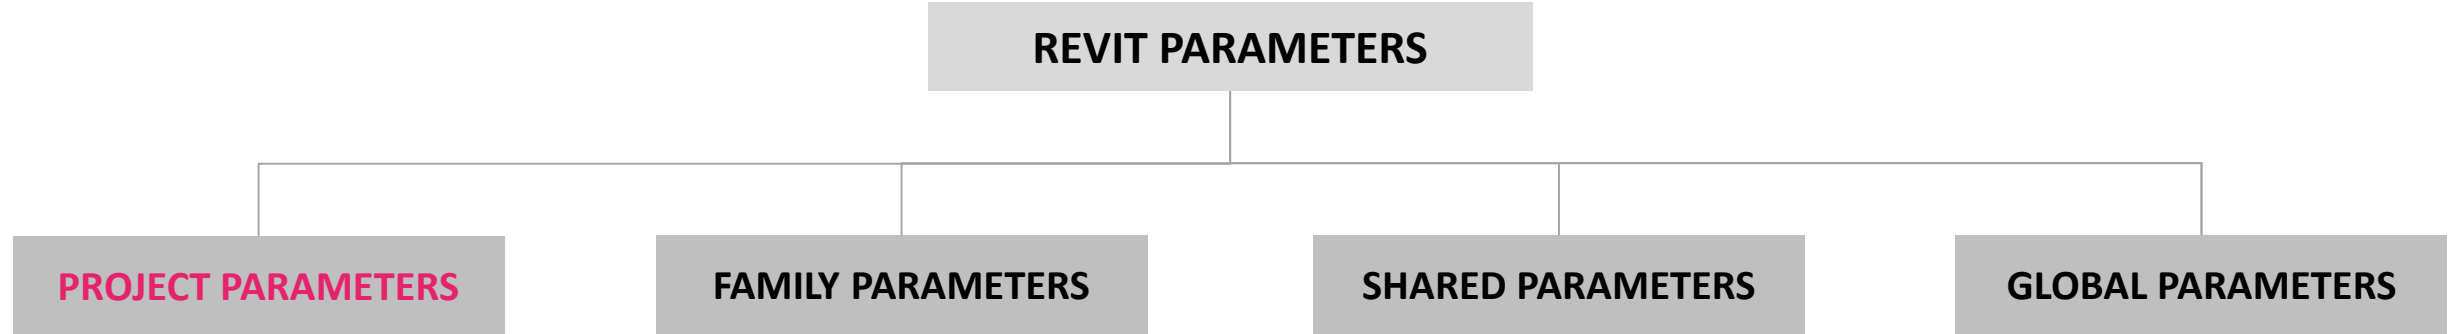 REVIT PARAMETERS
PROJECT PARAMETERS
FAMILY PARAMETERS
SHARED PARAMETERS
GLOBAL PARAMETERS